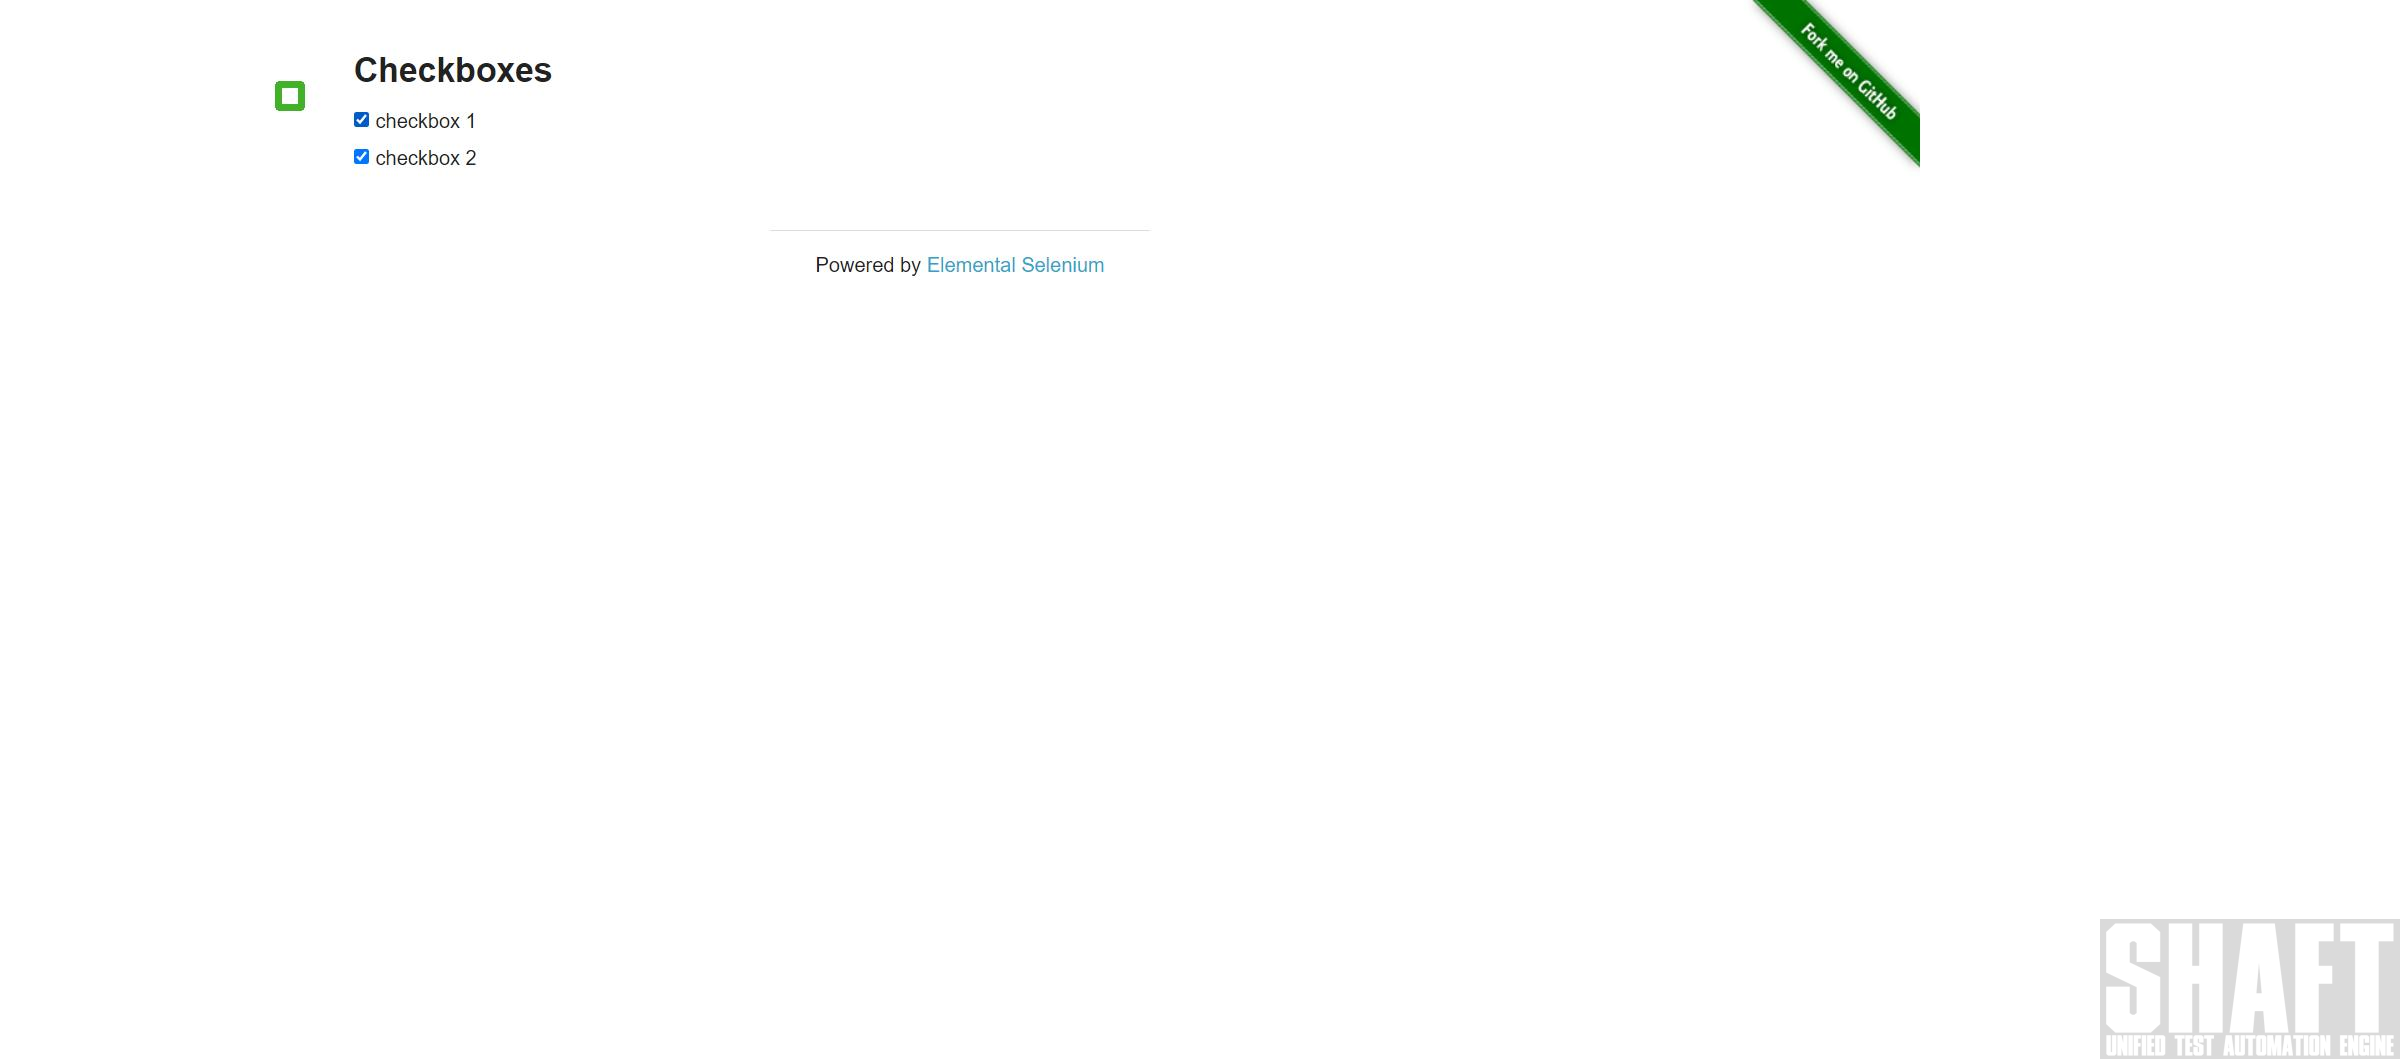 Checkboxes
checkbox 1
checkbox 2
Powered by Elemental Selenium
Fork me on GitHub
SHAFT
UNIFIED TEST AUTOMATION ENGINE